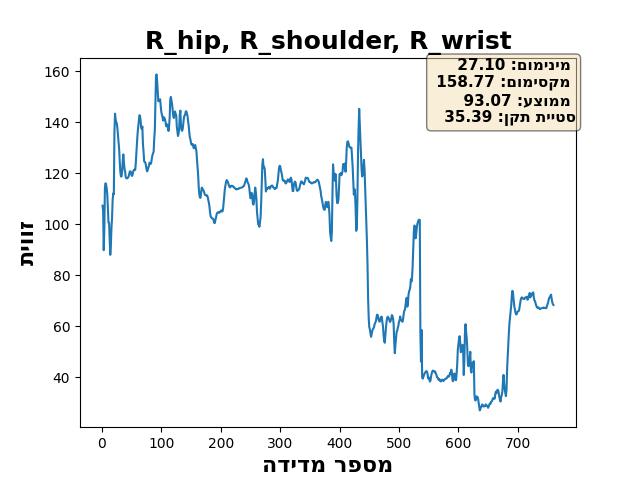 R_hip, R_shoulder, R_wrist
מינימום: 27.10
מקסימום: 158.77
ממוצע: 93.07
סטיית תקן: 35.39
160
140
120
100
80
60
40
זווית
0 100 200 300 400 500 600 700
מספר מדידה